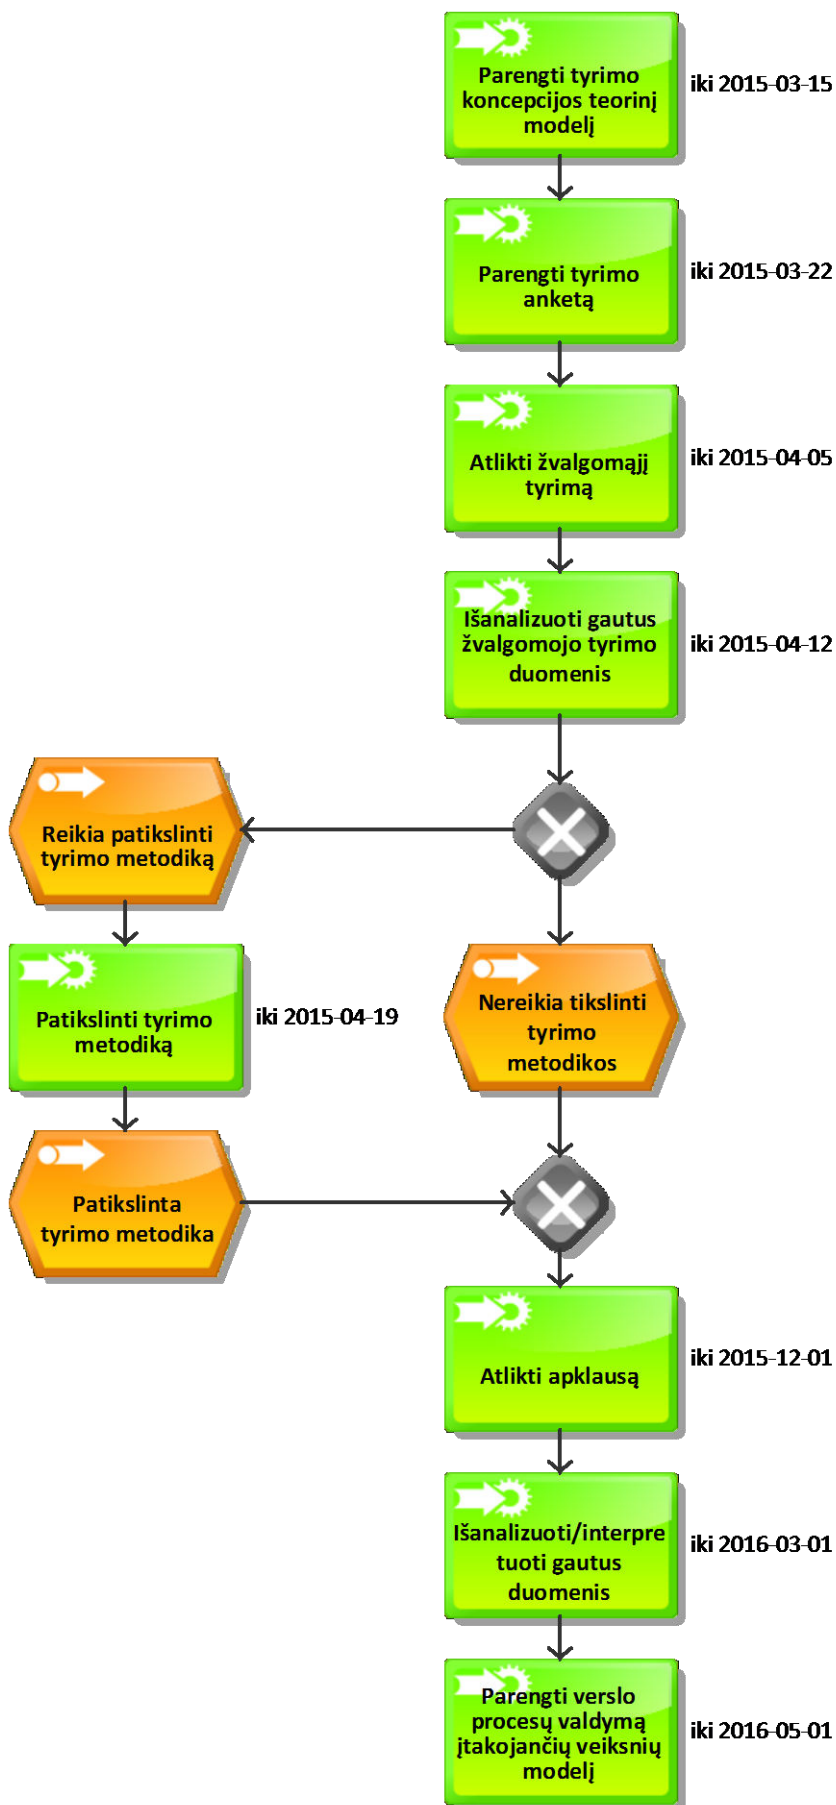 Parengti tyrimo
koncepcijos teorinį
modelį
iki 2015-03-15
Parengti tyrimo
anketą
iki 2015-03-22
Atlikti žvalgomąjį
tyrimą
iki 2015-04-05
Išanalizuoti gautus
žvalgomojo tyrimo
duomenis
iki 2015-04-12
Reikia patikslinti
tyrimo metodiką
Patikslinti tyrimo
metodiką
iki 2015-04-19
Nereikia tikslinti
tyrimo
metodikos
Patikslinta
tyrimo metodika
Atlikti apklausą
iki 2015-12-01
Išanalizuoti/interpre
tuoti gautus
duomenis
iki 2016-03-01
Parengti verslo
procesų valdymą
įtakojančių veiksnių
modelį
iki 2016-05-01